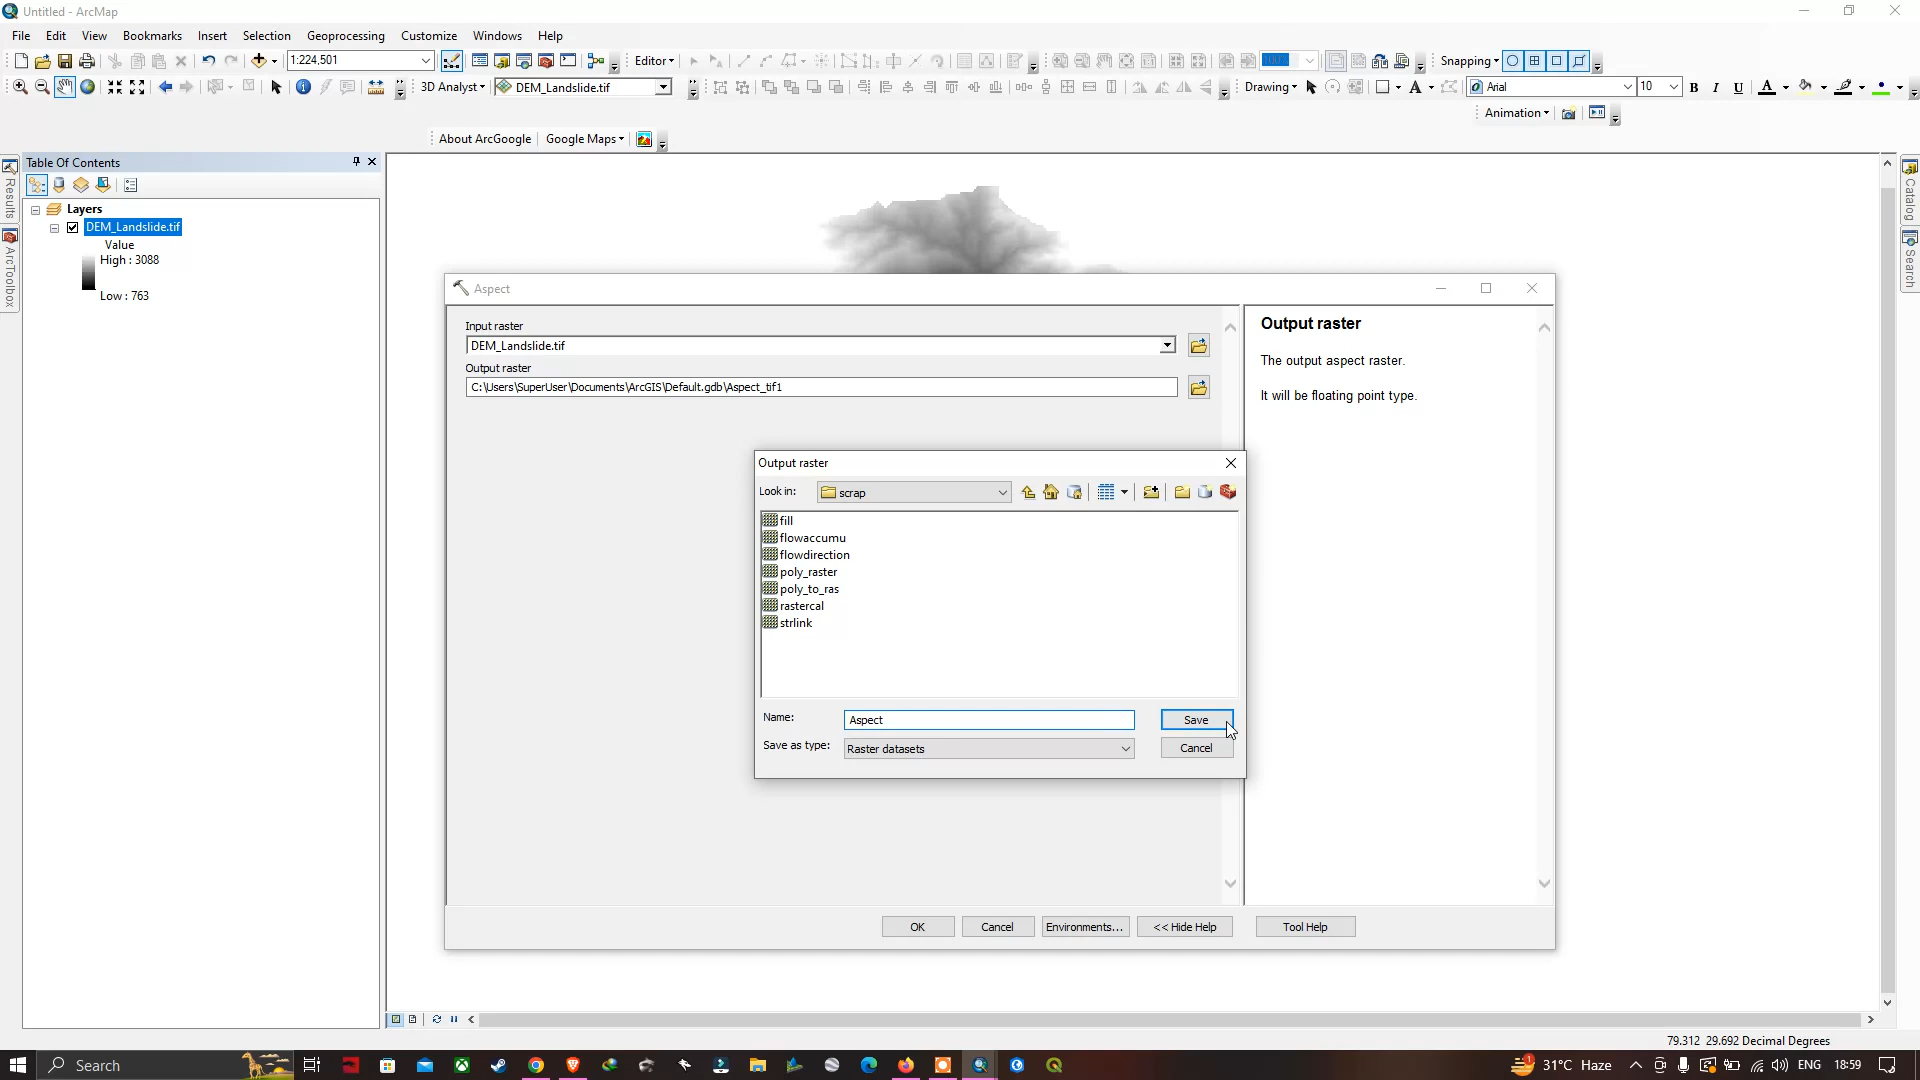 Untitled - ArcMap
File Edit View Bookmarks Insert Selection Geoprocessing Customize Windows Help
1:224,501 Editor 100% Snapping
3D Analyst DEM_Landslide.tif Drawing Arial 10 B I U A
Animation
About ArcGoogle Google Maps
Table Of Contents
Results
ArcToolbox
Layers
DEM_Landslide.tif
Value
High : 3088
Low : 763
Catalog
Search
Aspect
Input raster
DEM_Landslide.tif
Output raster
C:\Users\SuperUser\Documents\ArcGIS\Default.gdb\Aspect_tif1
Output raster
The output aspect raster.
It will be floating point type.
Output raster
Look in: scrap
fill
flowaccumu
flowdirection
poly_raster
poly_to_ras
rastercal
strlink
Name: Aspect Save
Save as type: Raster datasets Cancel
OK Cancel Environments... << Hide Help Tool Help
79.312 29.692 Decimal Degrees
Search 31°C Haze ENG 18:59